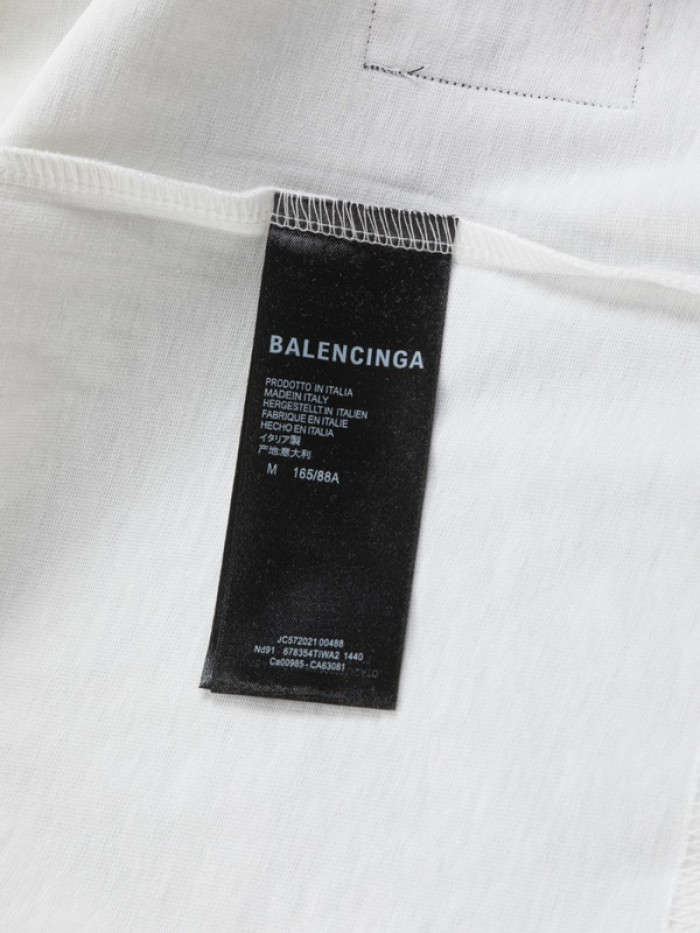 BALENCINGA
PRODOTTO IN ITALIA
MADEIN ITALY
HERGESTELLT.IN ITALIEN
FABRIQUE EN ITALIE
HECHO EN ITALIA
イタリア製
产地:意大利
M 165/88A
JC572021 00488
Nd91 678354TIWA2 1440
Ca00985-CA63081